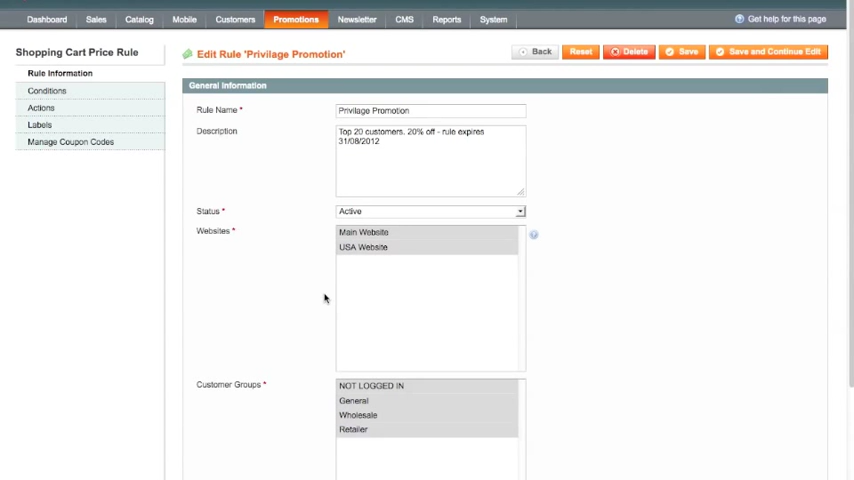 Dashboard Sales Catalog Mobile Customers Promotions Newsletter CMS Reports System Get help for this page
Shopping Cart Price Rule
Rule Information
Conditions
Actions
Labels
Manage Coupon Codes
Edit Rule 'Privilage Promotion'
Back Reset Delete Save Save and Continue Edit
General Information
Rule Name * Privilage Promotion
Description Top 20 customers. 20% off - rule expires
31/08/2012
Status * Active
Websites * Main Website
USA Website
Customer Groups * NOT LOGGED IN
General
Wholesale
Retailer